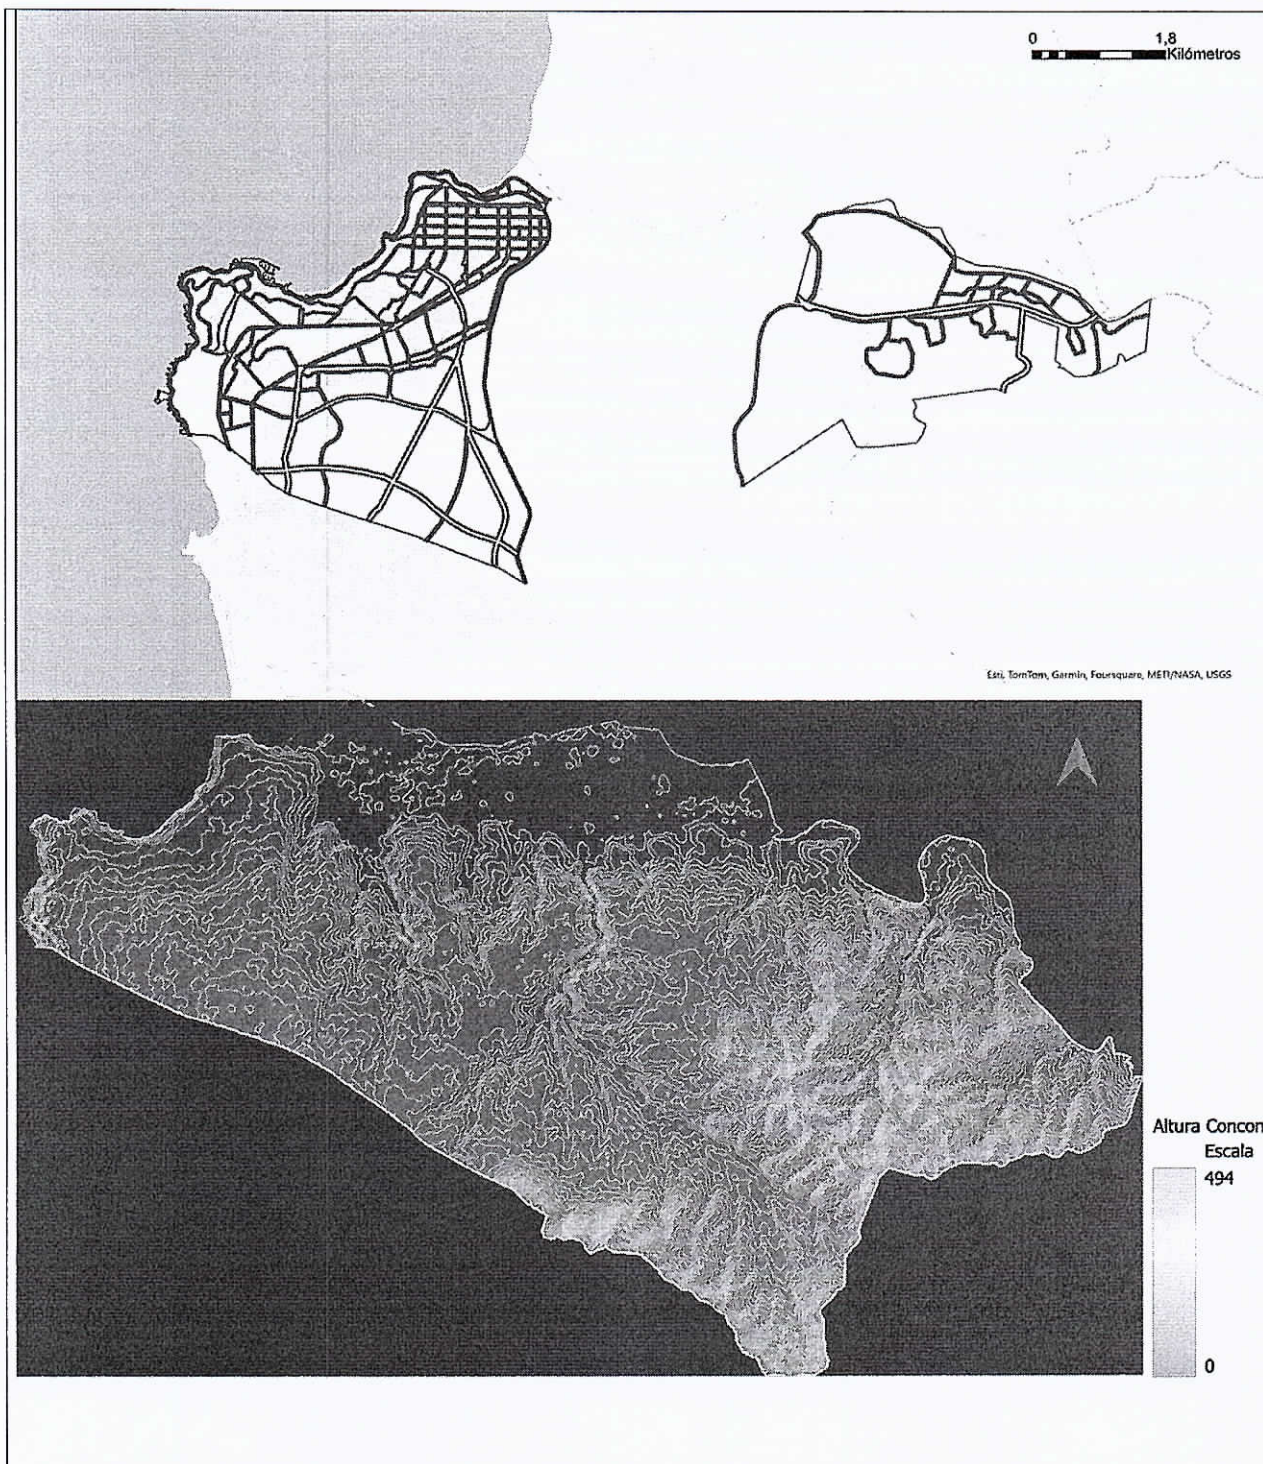 0 1,8
Kilómetros
Esri, TomTom, Garmin, Foursquare, METI/NASA, USGS
Altura Concon
Escala
494
0